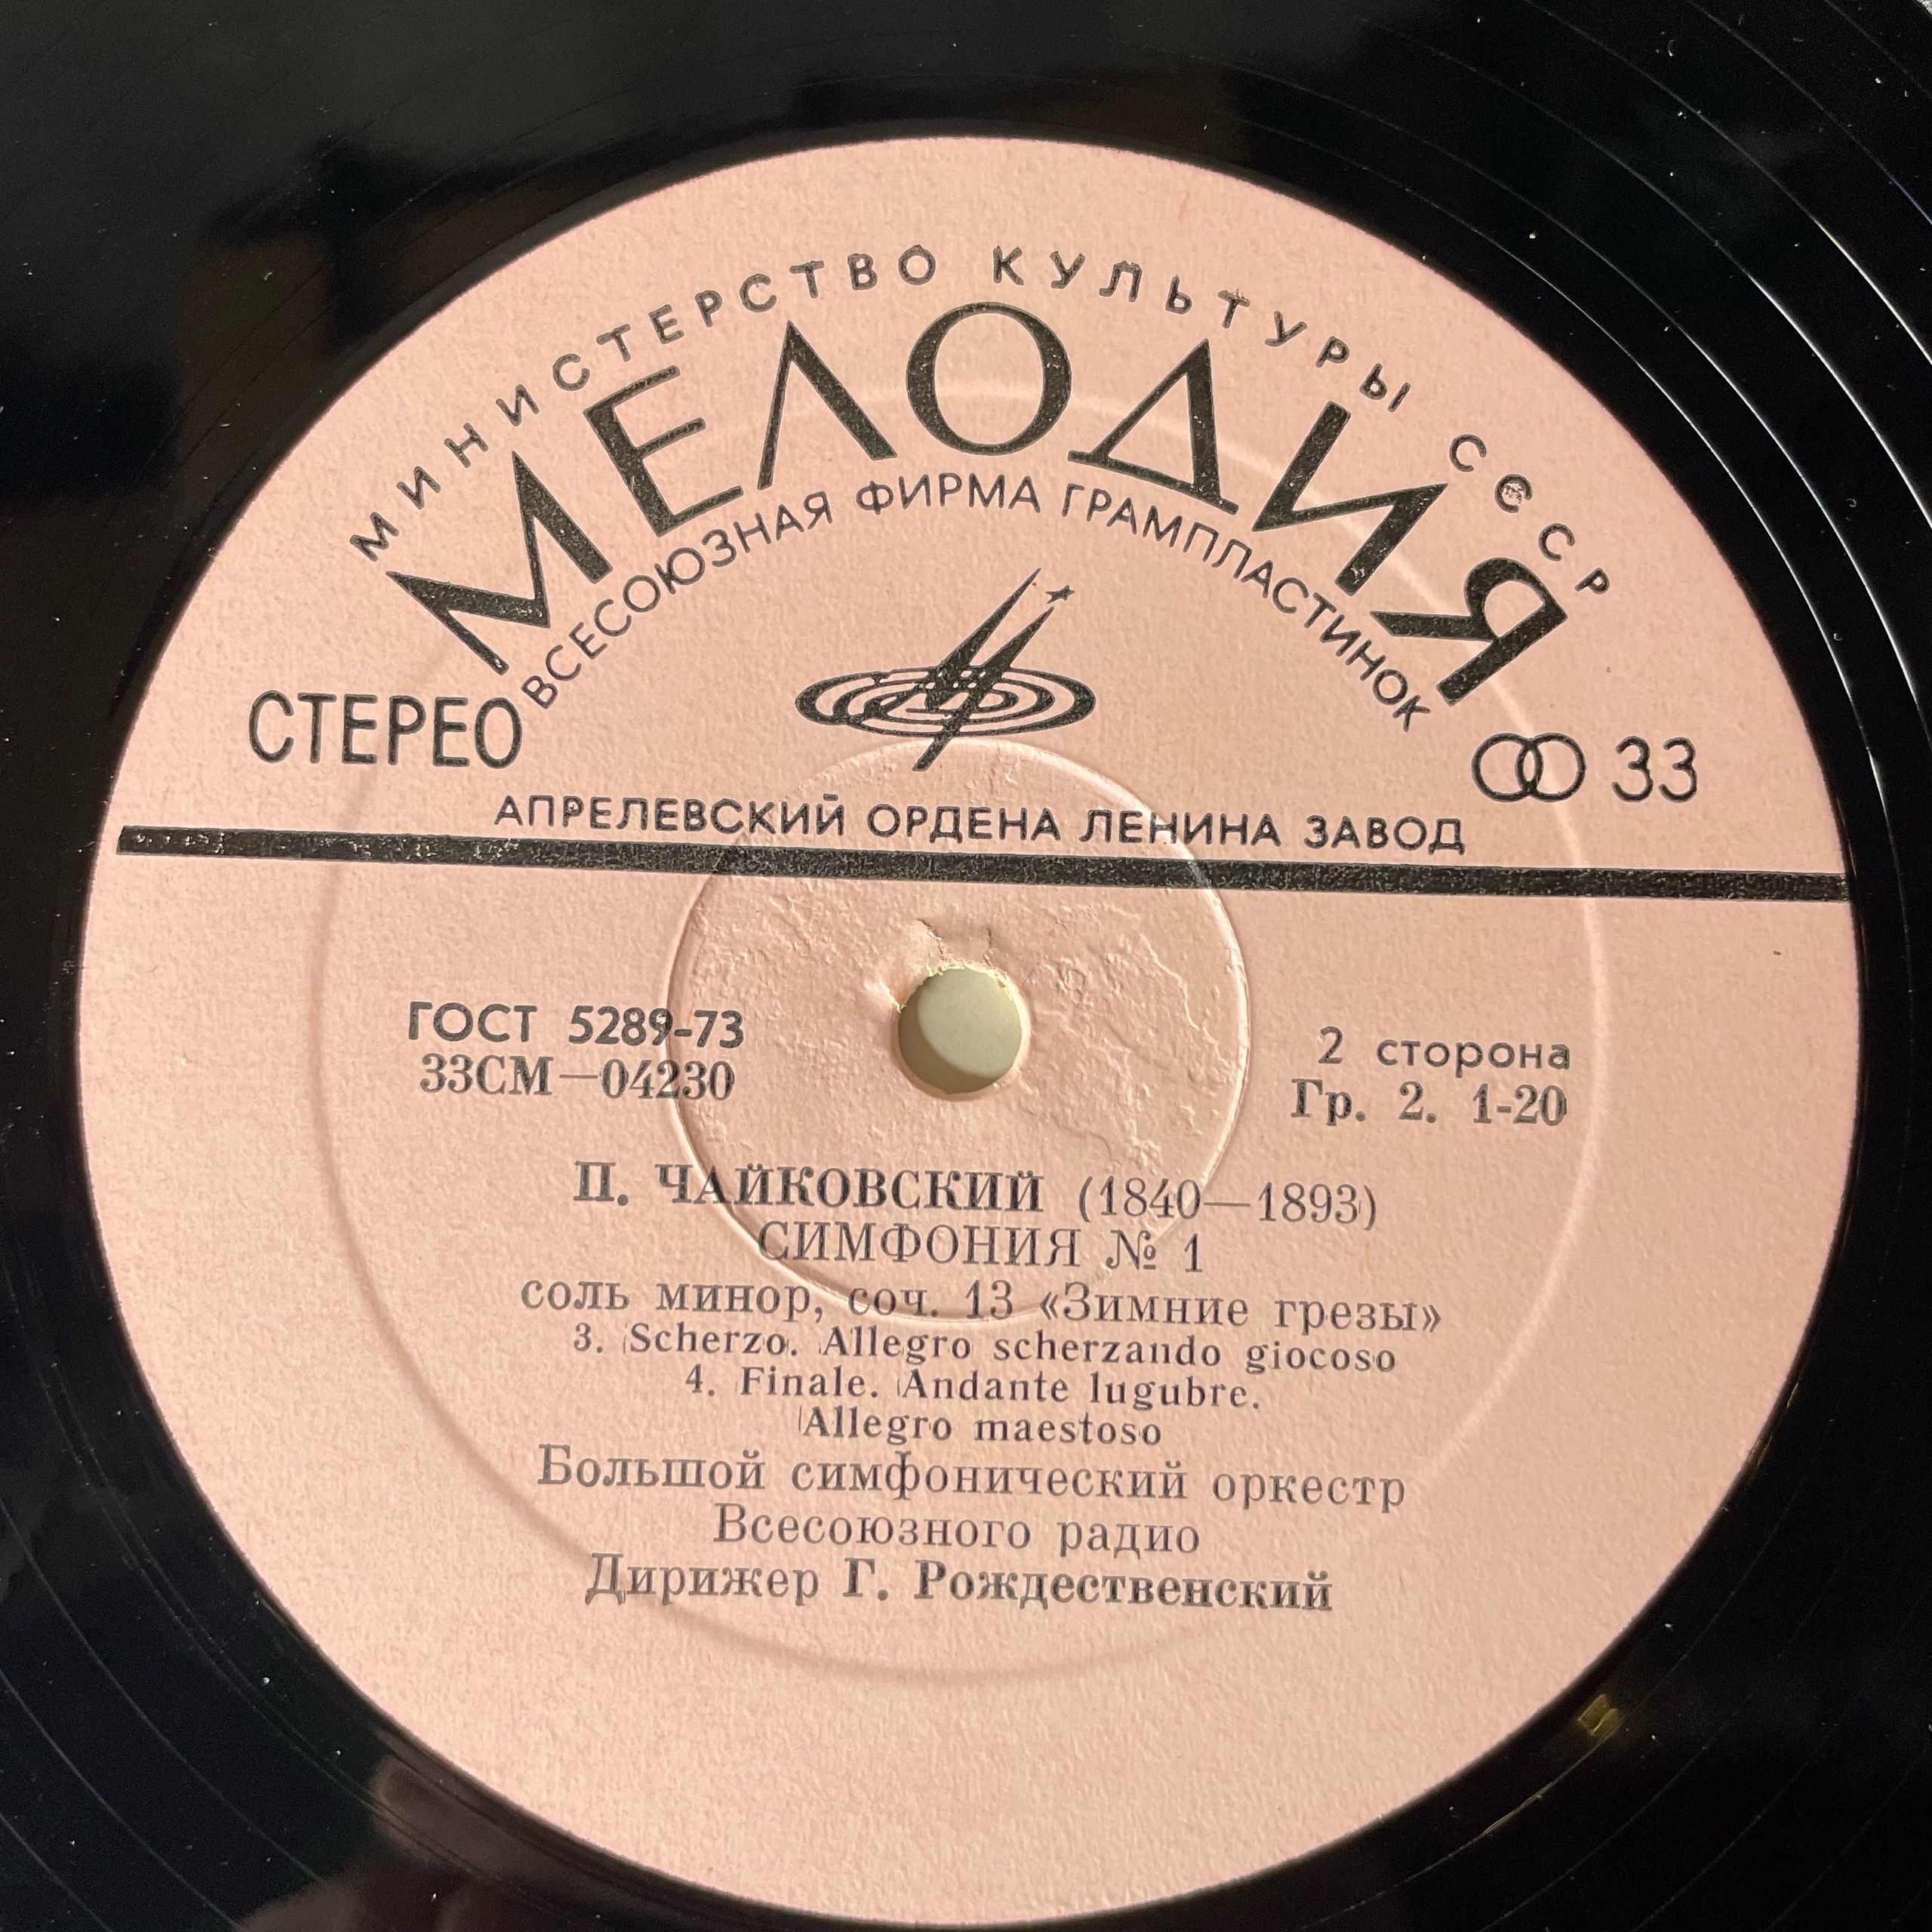 МИНИСТЕРСТВО КУЛЬТУРЫ СССР
МЕЛОДИЯ
ВСЕСОЮЗНАЯ ФИРМА ГРАМПЛАСТИНОК
СТЕРЕО
33
АПРЕЛЕВСКИЙ ОРДЕНА ЛЕНИНА ЗАВОД
ГОСТ 5289-73
33СМ—04230
2 сторона
Гр. 2. 1-20
П. ЧАЙКОВСКИЙ (1840—1893)
СИМФОНИЯ № 1
соль минор, соч. 13 «Зимние грезы»
3. Scherzo. Allegro scherzando giocoso
4. Finale. Andante lugubre.
Allegro maestoso
Большой симфонический оркестр
Всесоюзного радио
Дирижер Г. Рождественский